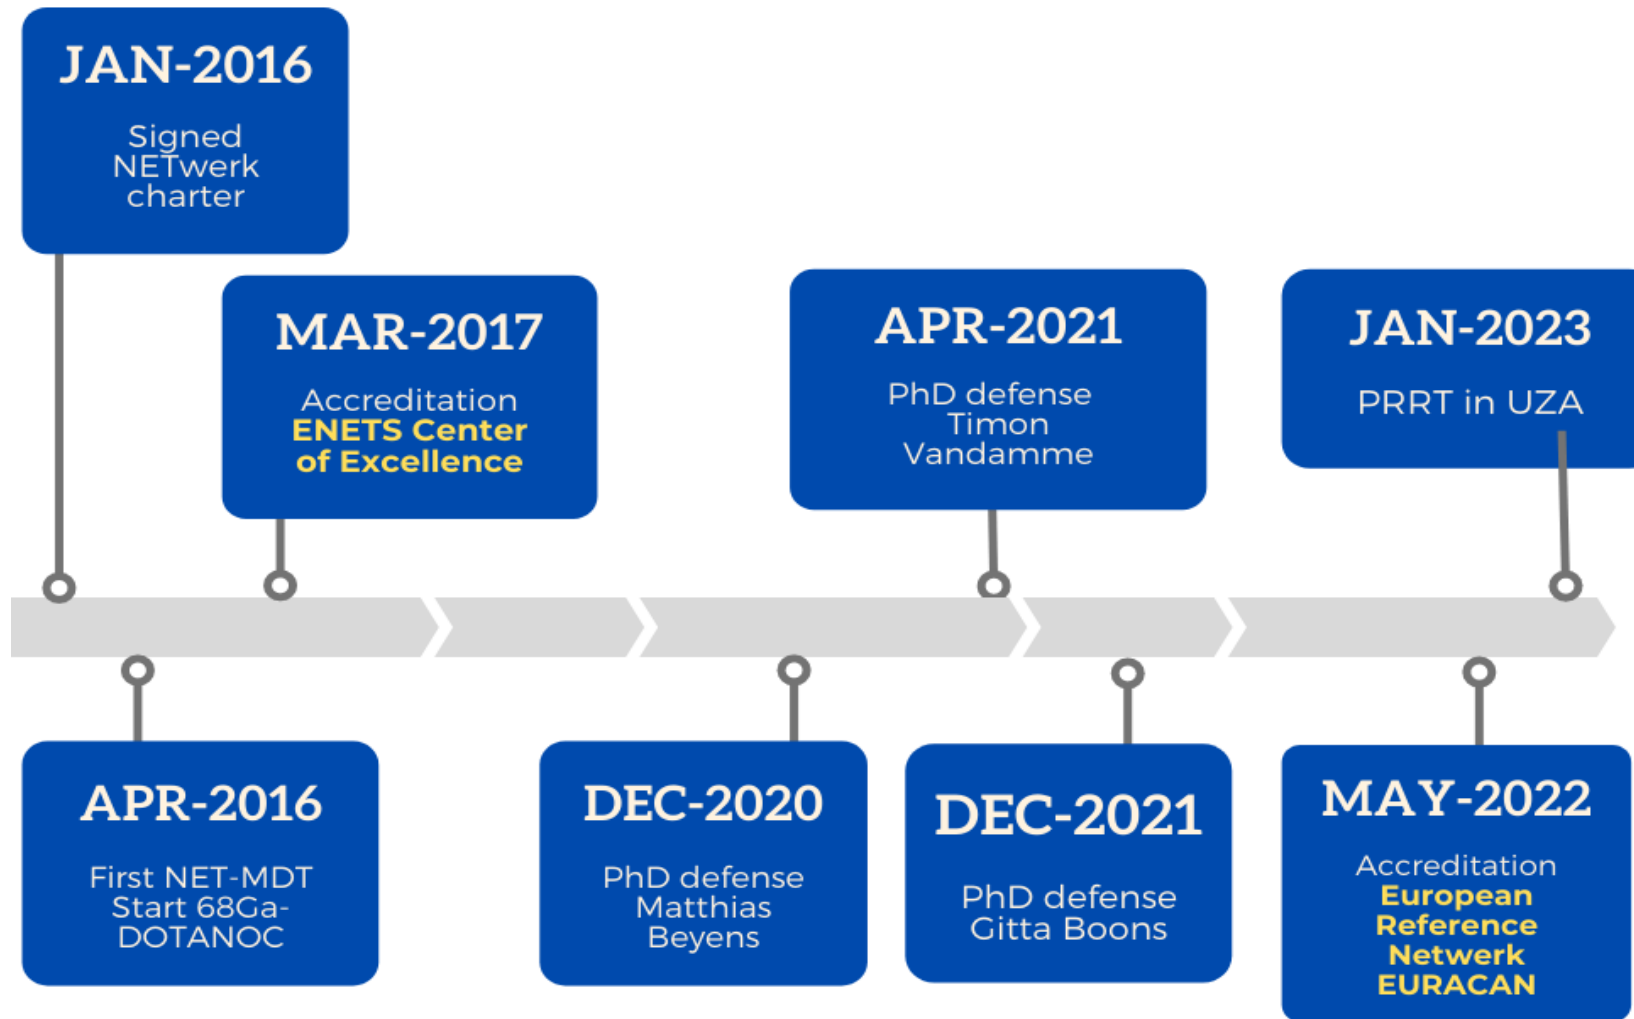 JAN-2016
Signed
NETwerk
charter
MAR-2017
Accreditation
ENETS Center
of Excellence
APR-2021
PhD defense
Timon
Vandamme
JAN-2023
PRRT in UZA
APR-2016
First NET-MDT
Start 68Ga-
DOTANOC
DEC-2020
PhD defense
Matthias
Beyens
DEC-2021
PhD defense
Gitta Boons
MAY-2022
Accreditation
European
Reference
Netwerk
EURACAN